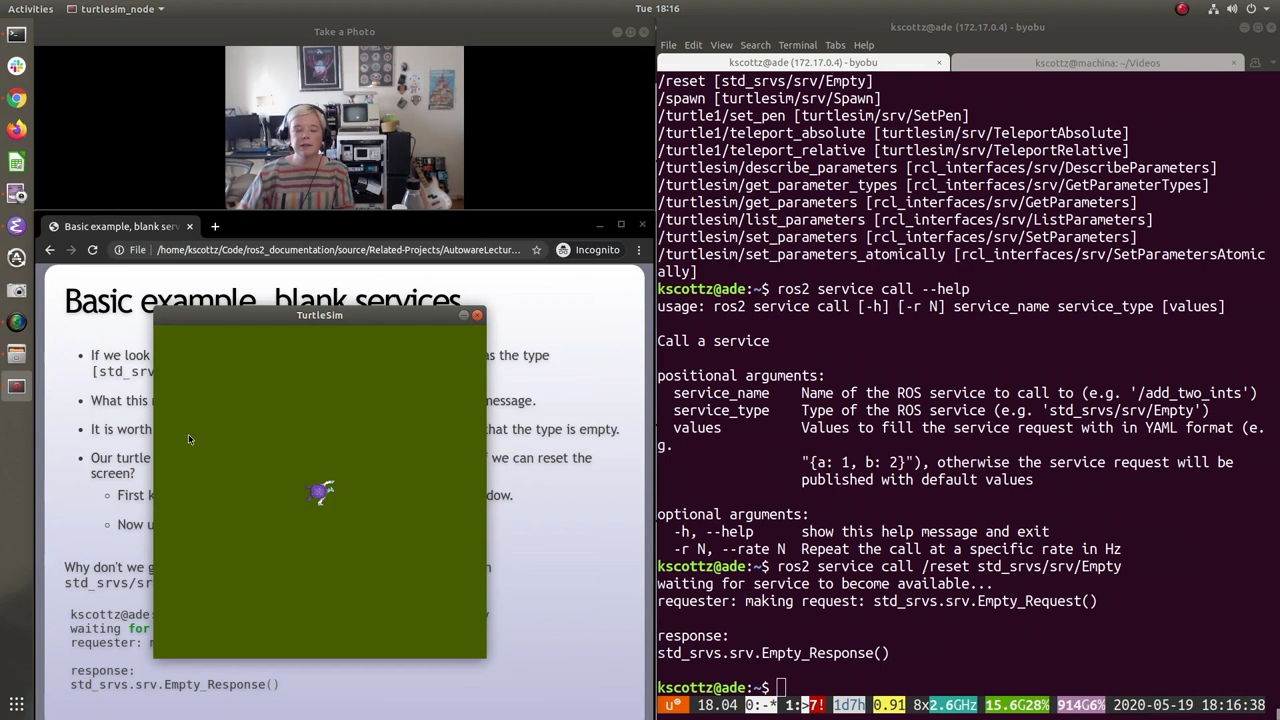 Activities
turtlesim_node
Tue 18:16
Take a Photo
Basic example, blank serv
File
/home/kscottz/Code/ros2_documentation/source/Related-Projects/AutowareLectur...
Incognito
Basic example, blank services
If we look
as the type
[std_srv
What this
message.
It is worth
that the type is empty.
Our turtle
if we can reset the
screen?
First k
dow.
Now u
Why don't we g
std_srvs/sr
kscottz@ade:
waiting for
requester: m
response:
std_srvs.srv.Empty_Response()
TurtleSim
kscottz@ade (172.17.0.4) - byobu
File Edit View Search Terminal Tabs Help
kscottz@ade (172.17.0.4) - byobu
kscottz@machina: ~/Videos
/reset [std_srvs/srv/Empty]
/spawn [turtlesim/srv/Spawn]
/turtle1/set_pen [turtlesim/srv/SetPen]
/turtle1/teleport_absolute [turtlesim/srv/TeleportAbsolute]
/turtle1/teleport_relative [turtlesim/srv/TeleportRelative]
/turtlesim/describe_parameters [rcl_interfaces/srv/DescribeParameters]
/turtlesim/get_parameter_types [rcl_interfaces/srv/GetParameterTypes]
/turtlesim/get_parameters [rcl_interfaces/srv/GetParameters]
/turtlesim/list_parameters [rcl_interfaces/srv/ListParameters]
/turtlesim/set_parameters [rcl_interfaces/srv/SetParameters]
/turtlesim/set_parameters_atomically [rcl_interfaces/srv/SetParametersAtomic
ally]
kscottz@ade:~$ ros2 service call --help
usage: ros2 service call [-h] [-r N] service_name service_type [values]
Call a service
positional arguments:
service_name Name of the ROS service to call to (e.g. '/add_two_ints')
service_type Type of the ROS service (e.g. 'std_srvs/srv/Empty')
values Values to fill the service request with in YAML format (e.
g.
"{a: 1, b: 2}"), otherwise the service request will be
published with default values
optional arguments:
-h, --help show this help message and exit
-r N, --rate N Repeat the call at a specific rate in Hz
kscottz@ade:~$ ros2 service call /reset std_srvs/srv/Empty
waiting for service to become available...
requester: making request: std_srvs.srv.Empty_Request()
response:
std_srvs.srv.Empty_Response()
kscottz@ade:~$
18.04 0:-* 1:>7! 1d7h 0.91 8x2.6GHz 15.6G28% 914G6% 2020-05-19 18:16:38